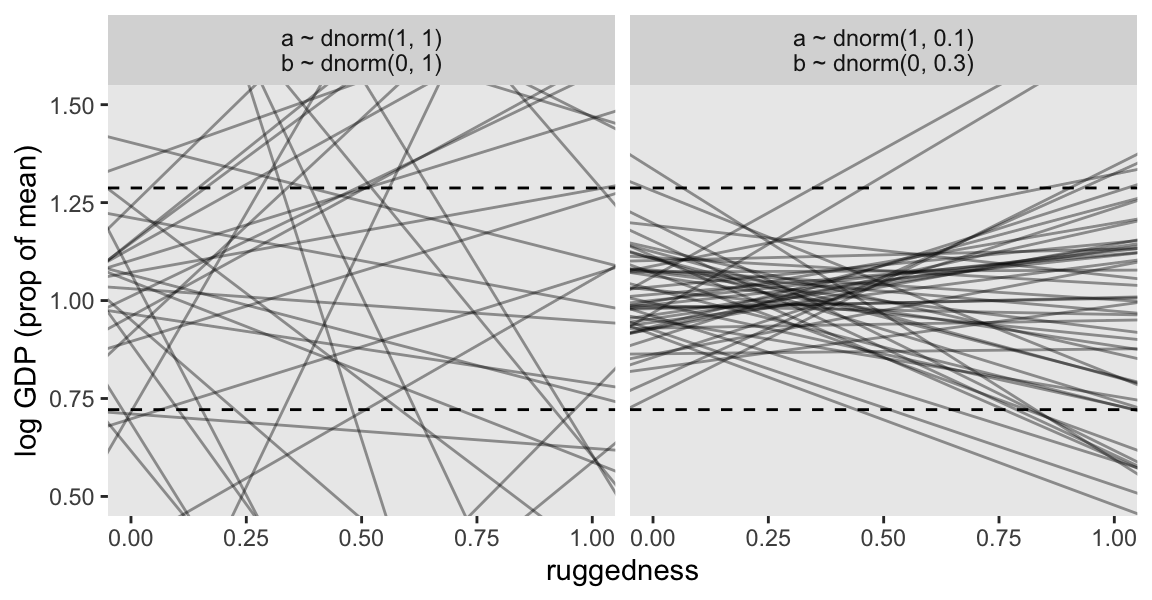 a ~ dnorm(1, 1)
b ~ dnorm(0, 1)
a ~ dnorm(1, 0.1)
b ~ dnorm(0, 0.3)
log GDP (prop of mean)
1.50
1.25
1.00
0.75
0.50
0.00 0.25 0.50 0.75 1.00
0.00 0.25 0.50 0.75 1.00
ruggedness